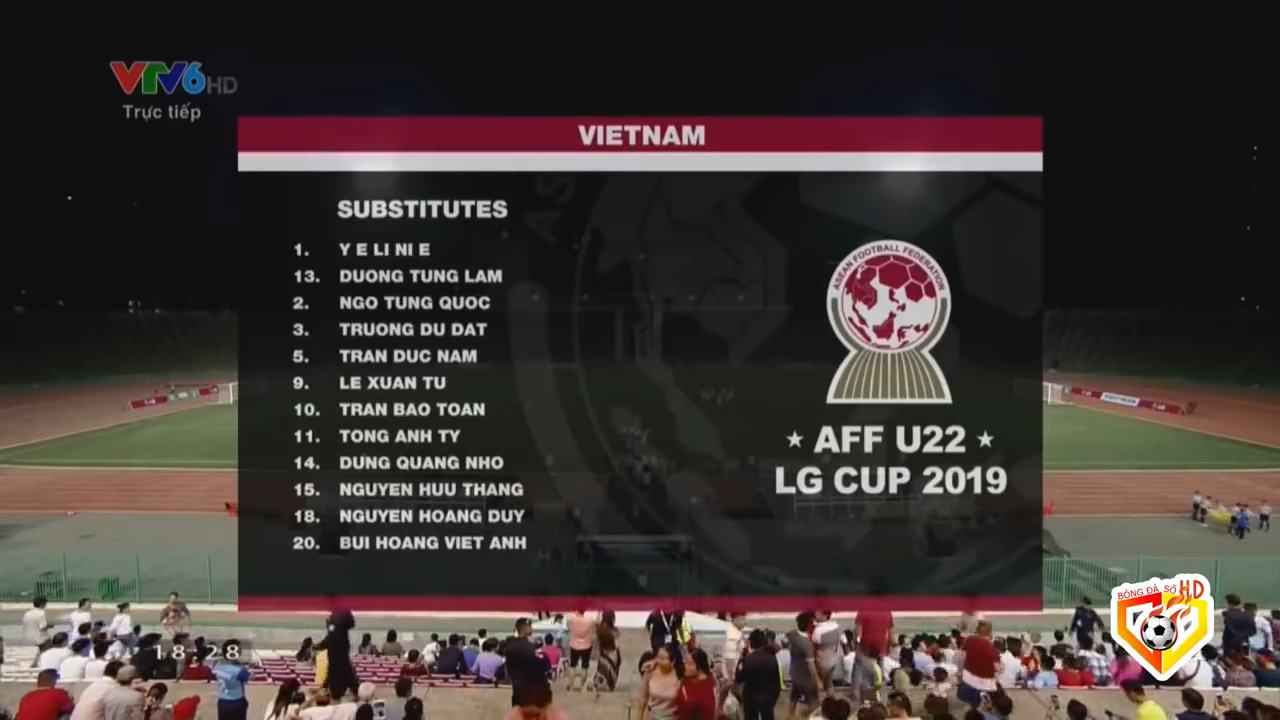 VTV6HD
Trực tiếp
VIETNAM
SUBSTITUTES
1. Y E LI NI E
13. DUONG TUNG LAM
2. NGO TUNG QUOC
3. TRUONG DU DAT
5. TRAN DUC NAM
9. LE XUAN TU
10. TRAN BAO TOAN
11. TONG ANH TY
14. DUNG QUANG NHO
15. NGUYEN HUU THANG
18. NGUYEN HOANG DUY
20. BUI HOANG VIET ANH
ASEAN FOOTBALL FEDERATION
★ AFF U22 ★
LG CUP 2019
BÓNG ĐÁ SỐ HD
18:28